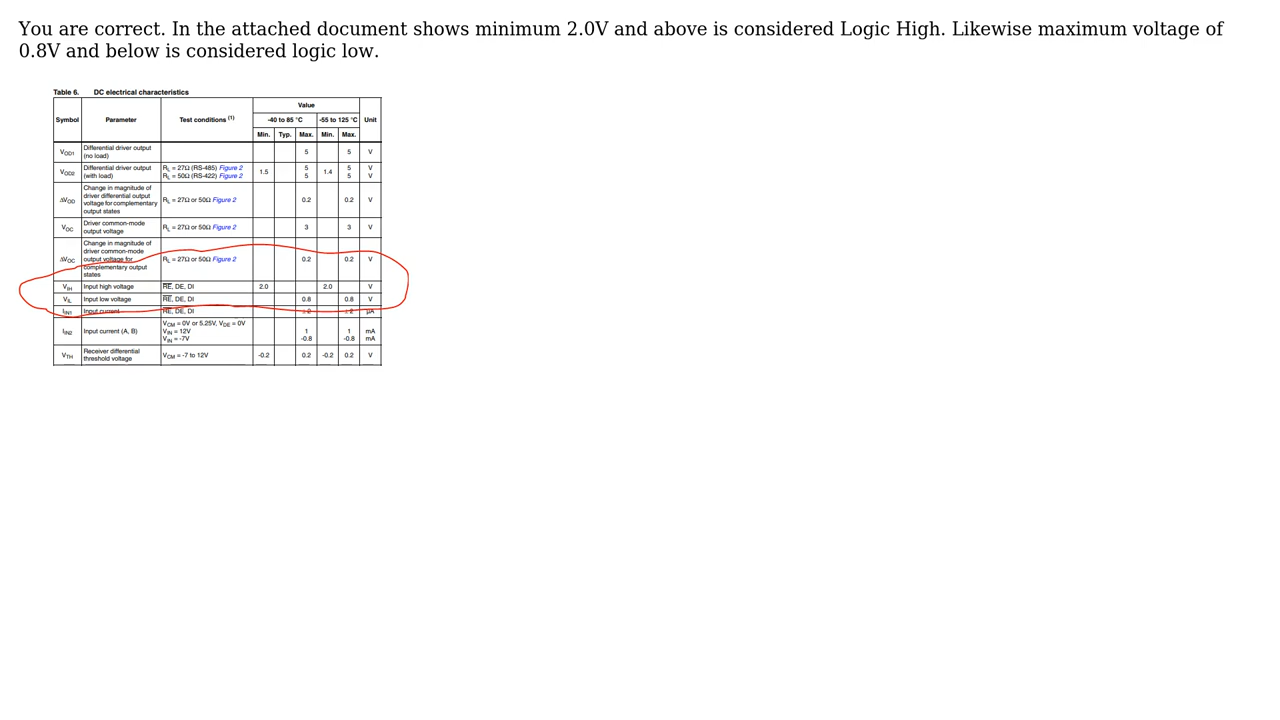 You are correct. In the attached document shows minimum 2.0V and above is considered Logic High. Likewise maximum voltage of
0.8V and below is considered logic low.
Table 6. DC electrical characteristics
Value
Symbol Parameter Test conditions (1) -40 to 85 °C -55 to 125 °C Unit
Min. Typ. Max. Min. Max.
VOD1 Differential driver output (no load) 5 5 V
VOD2 Differential driver output (with load) RL = 27Ω (RS-485) Figure 2 1.5 5 1.4 5 V
RL = 50Ω (RS-422) Figure 2 5 5 V
ΔVOD Change in magnitude of driver differential output voltage for complementary output states RL = 27Ω or 50Ω Figure 2 0.2 0.2 V
VOC Driver common-mode output voltage RL = 27Ω or 50Ω Figure 2 3 3 V
ΔVOC Change in magnitude of driver common-mode output voltage for complementary output states RL = 27Ω or 50Ω Figure 2 0.2 0.2 V
VIH Input high voltage RE, DE, DI 2.0 2.0 V
VIL Input low voltage RE, DE, DI 0.8 0.8 V
IIN1 Input current RE, DE, DI ± 2 ± 2 µA
IIN2 Input current (A, B) VCM = 0V or 5.25V, VDE = 0V
VIN = 12V 1 1 mA
VIN = -7V -0.8 -0.8 mA
VTH Receiver differential threshold voltage VCM = -7 to 12V -0.2 0.2 -0.2 0.2 V